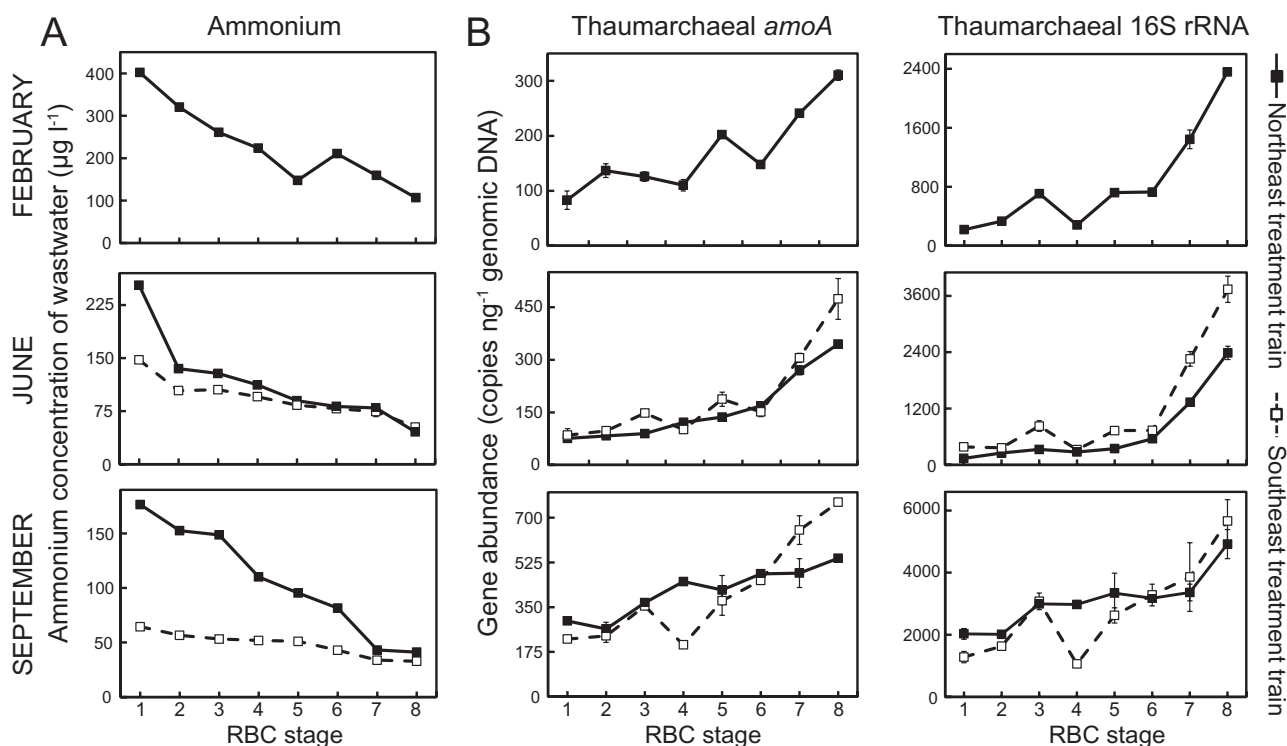 A
Ammonium
B
Thaumarchaeal amoA
Thaumarchaeal 16S rRNA
FEBRUARY
JUNE
SEPTEMBER
Ammonium concentration of wastwater (µg l-1)
400
300
200
100
0
225
150
75
0
150
100
50
0
1 2 3 4 5 6 7 8
RBC stage
Gene abundance (copies ng-1 genomic DNA)
300
200
100
0
450
300
150
0
700
525
350
175
0
1 2 3 4 5 6 7 8
RBC stage
2400
1600
800
0
3600
2400
1200
0
6000
4000
2000
0
1 2 3 4 5 6 7 8
RBC stage
Northeast treatment train
Southeast treatment train